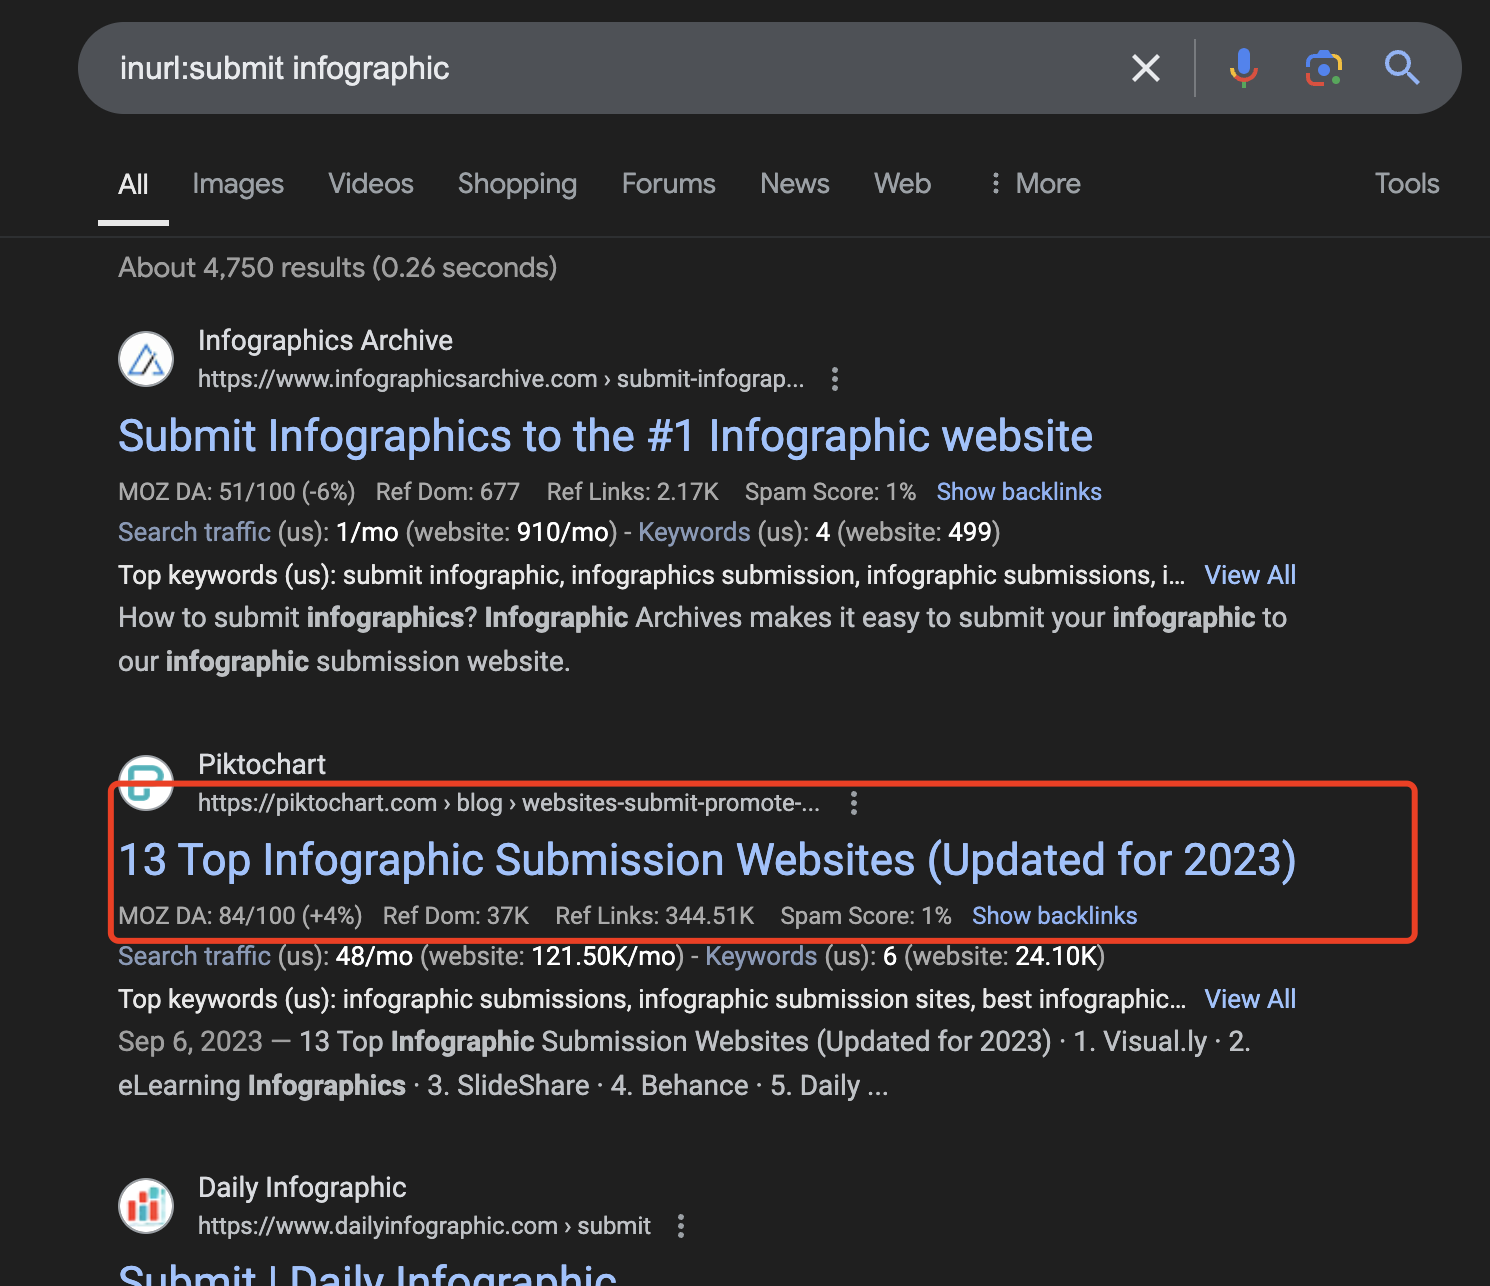 inurl:submit infographic
All Images Videos Shopping Forums News Web More Tools
About 4,750 results (0.26 seconds)
Infographics Archive
https://www.infographicsarchive.com › submit-infograp...
Submit Infographics to the #1 Infographic website
MOZ DA: 51/100 (-6%) Ref Dom: 677 Ref Links: 2.17K Spam Score: 1% Show backlinks
Search traffic (us): 1/mo (website: 910/mo) - Keywords (us): 4 (website: 499)
Top keywords (us): submit infographic, infographics submission, infographic submissions, i... View All
How to submit infographics? Infographic Archives makes it easy to submit your infographic to
our infographic submission website.
Piktochart
https://piktochart.com › blog › websites-submit-promote-...
13 Top Infographic Submission Websites (Updated for 2023)
MOZ DA: 84/100 (+4%) Ref Dom: 37K Ref Links: 344.51K Spam Score: 1% Show backlinks
Search traffic (us): 48/mo (website: 121.50K/mo) - Keywords (us): 6 (website: 24.10K)
Top keywords (us): infographic submissions, infographic submission sites, best infographic... View All
Sep 6, 2023 — 13 Top Infographic Submission Websites (Updated for 2023) · 1. Visual.ly · 2.
eLearning Infographics · 3. SlideShare · 4. Behance · 5. Daily ...
Daily Infographic
https://www.dailyinfographic.com › submit
Submit | Daily Infographic